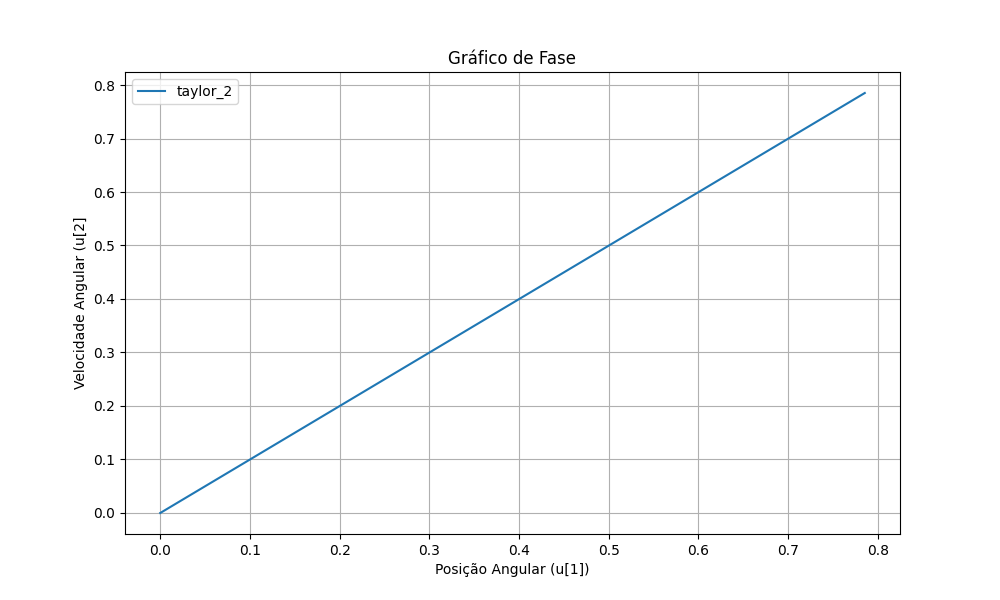 Gráfico de Fase
taylor_2
Velocidade Angular (u[2]
0.8
0.7
0.6
0.5
0.4
0.3
0.2
0.1
0.0
0.0 0.1 0.2 0.3 0.4 0.5 0.6 0.7 0.8
Posição Angular (u[1])